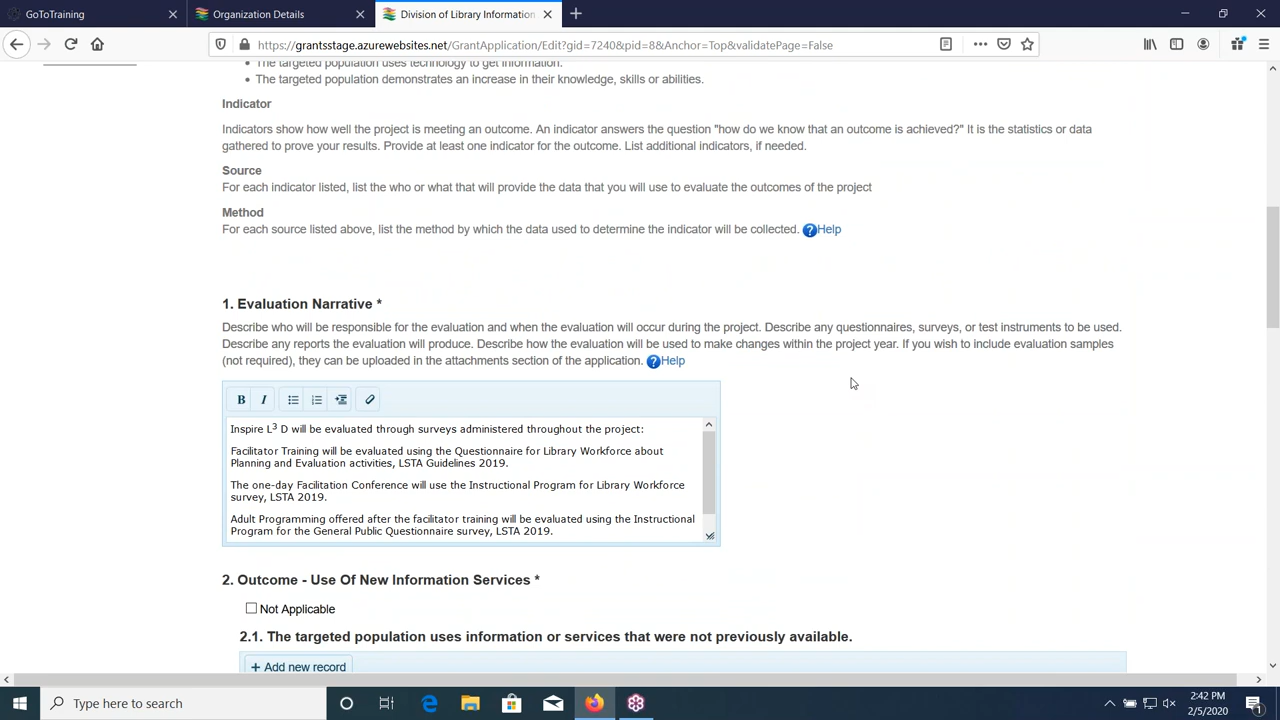 GoToTraining
Organization Details
Division of Library Information
https://grantsstage.azurewebsites.net/GrantApplication/Edit?gid=7240&pid=8&Anchor=Top&validatePage=False
The targeted population uses technology to get information.
The targeted population demonstrates an increase in their knowledge, skills or abilities.
Indicator
Indicators show how well the project is meeting an outcome. An indicator answers the question "how do we know that an outcome is achieved?" It is the statistics or data
gathered to prove your results. Provide at least one indicator for the outcome. List additional indicators, if needed.
Source
For each indicator listed, list the who or what that will provide the data that you will use to evaluate the outcomes of the project
Method
For each source listed above, list the method by which the data used to determine the indicator will be collected. ?Help
1. Evaluation Narrative *
Describe who will be responsible for the evaluation and when the evaluation will occur during the project. Describe any questionnaires, surveys, or test instruments to be used.
Describe any reports the evaluation will produce. Describe how the evaluation will be used to make changes within the project year. If you wish to include evaluation samples
(not required), they can be uploaded in the attachments section of the application. ?Help
B I
Inspire L³ D will be evaluated through surveys administered throughout the project:
Facilitator Training will be evaluated using the Questionnaire for Library Workforce about
Planning and Evaluation activities, LSTA Guidelines 2019.
The one-day Facilitation Conference will use the Instructional Program for Library Workforce
survey, LSTA 2019.
Adult Programming offered after the facilitator training will be evaluated using the Instructional
Program for the General Public Questionnaire survey, LSTA 2019.
2. Outcome - Use Of New Information Services *
Not Applicable
2.1. The targeted population uses information or services that were not previously available.
+ Add new record
Type here to search
2:42 PM
2/5/2020
1